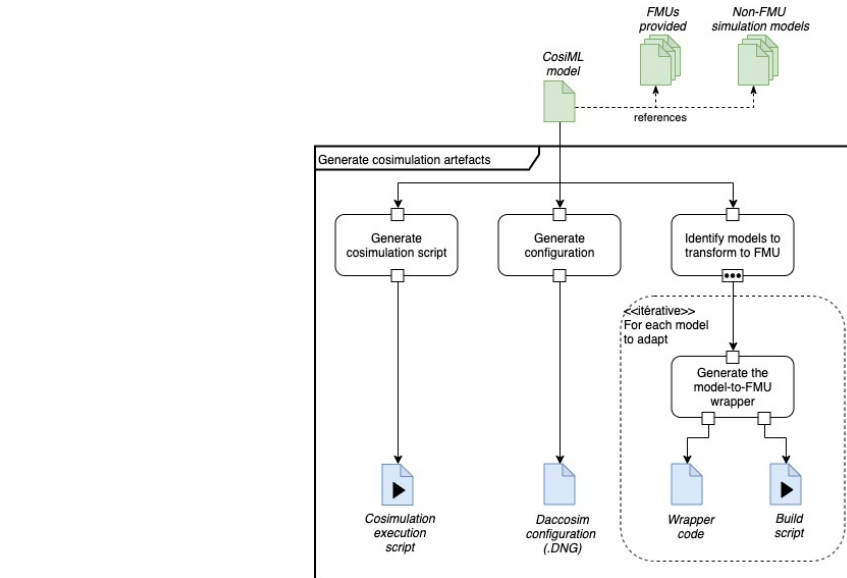 FMUs
provided
Non-FMU
simulation models
CosiML
model
references
Generate cosimulation artefacts
Generate
cosimulation script
Generate
configuration
Identify models to
transform to FMU
<<itérative>>
For each model
to adapt
Generate the
model-to-FMU
wrapper
Cosimulation
execution
script
Daccosim
configuration
(.DNG)
Wrapper
code
Build
script